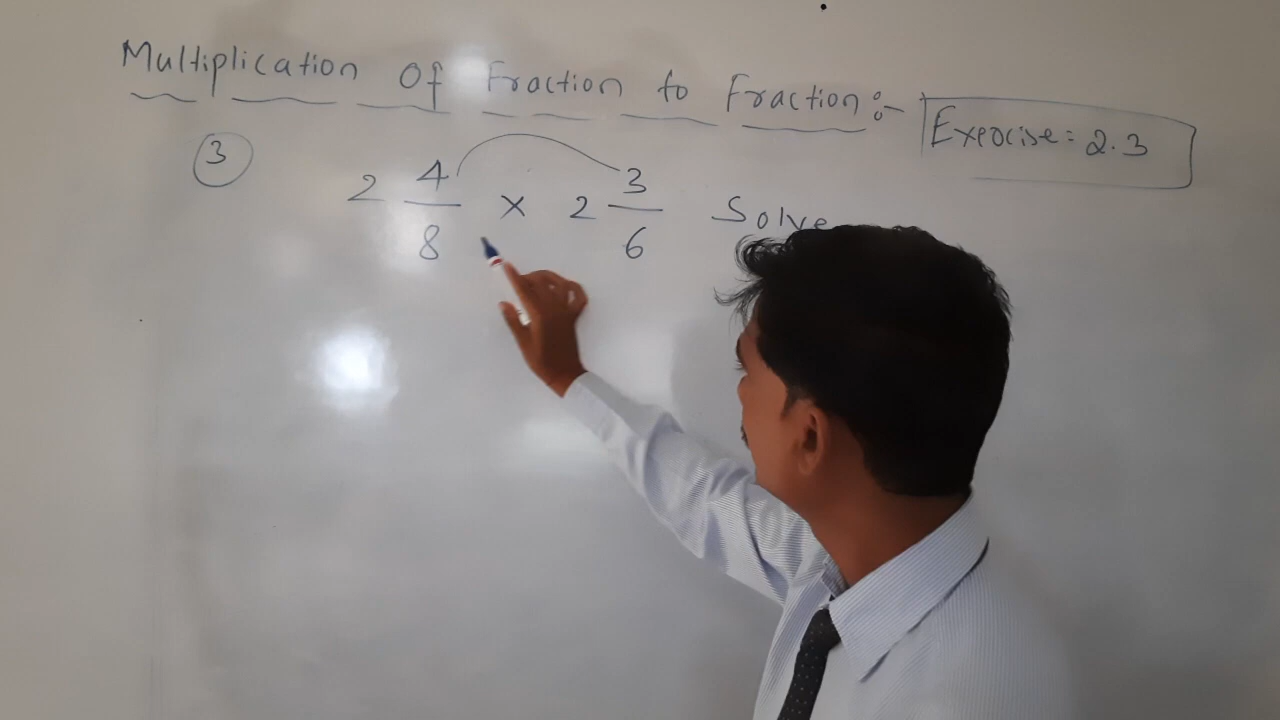 Multiplication Of Fraction to Fraction:-
Exercise: 2.3
3
2 4/8 × 2 3/6 Solve